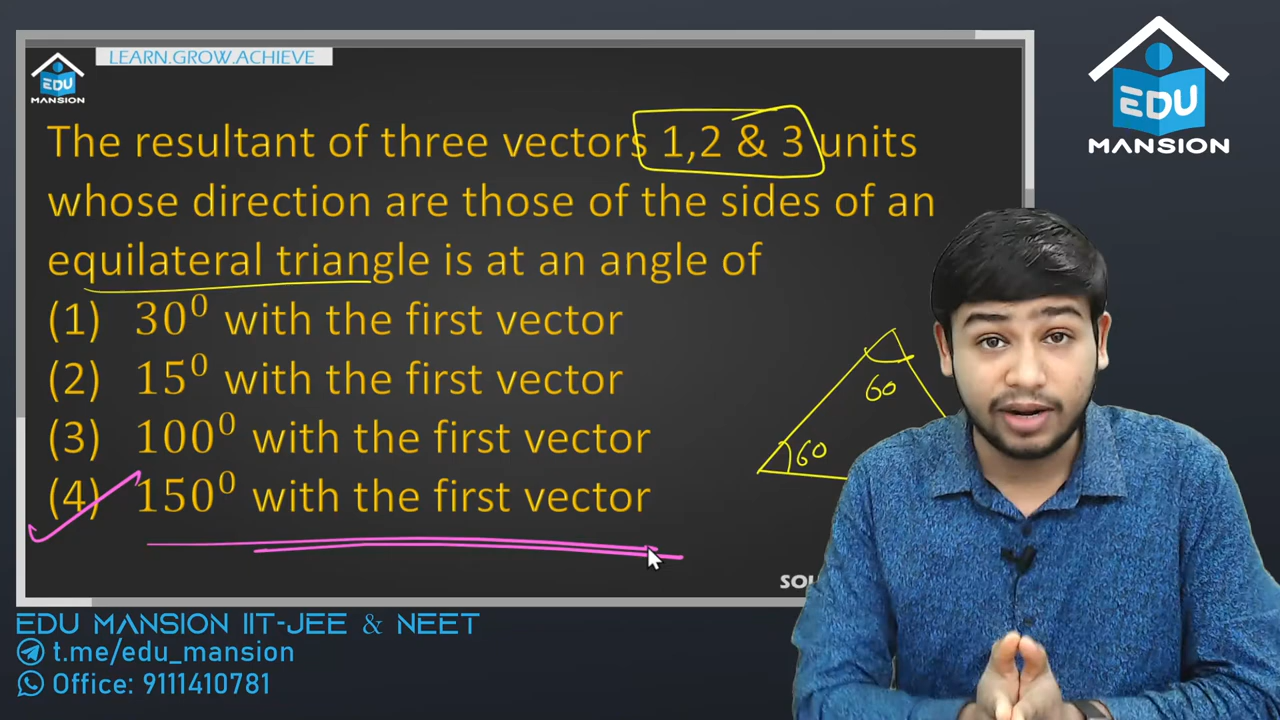 LEARN.GROW.ACHIEVE
EDU
MANSION
The resultant of three vectors 1,2 & 3 units
whose direction are those of the sides of an
equilateral triangle is at an angle of
(1) 30⁰ with the first vector
(2) 15⁰ with the first vector
(3) 100⁰ with the first vector
(4) 150⁰ with the first vector
60
60
SOL
EDU
MANSION
EDU MANSION IIT-JEE & NEET
t.me/edu_mansion
Office: 9111410781